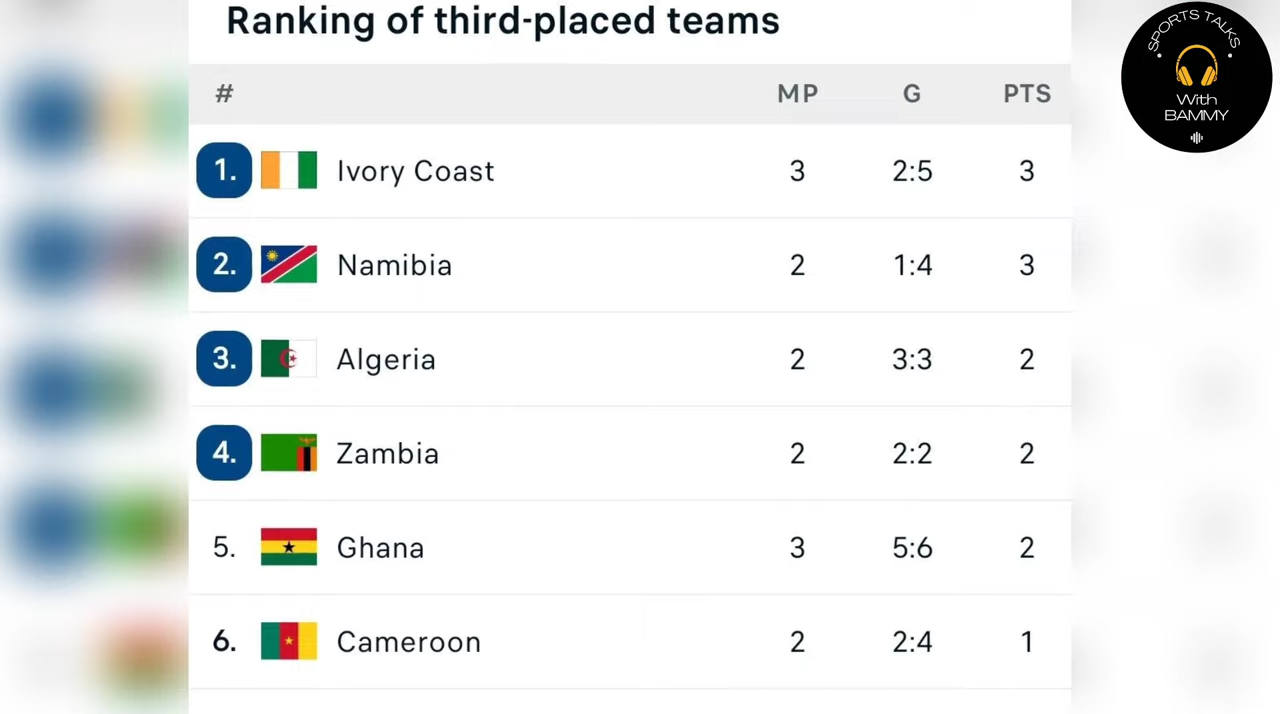 Ranking of third-placed teams
# MP G PTS
1. Ivory Coast 3 2:5 3
2. Namibia 2 1:4 3
3. Algeria 2 3:3 2
4. Zambia 2 2:2 2
5. Ghana 3 5:6 2
6. Cameroon 2 2:4 1
SPORTS TALKS
With
BAMMY